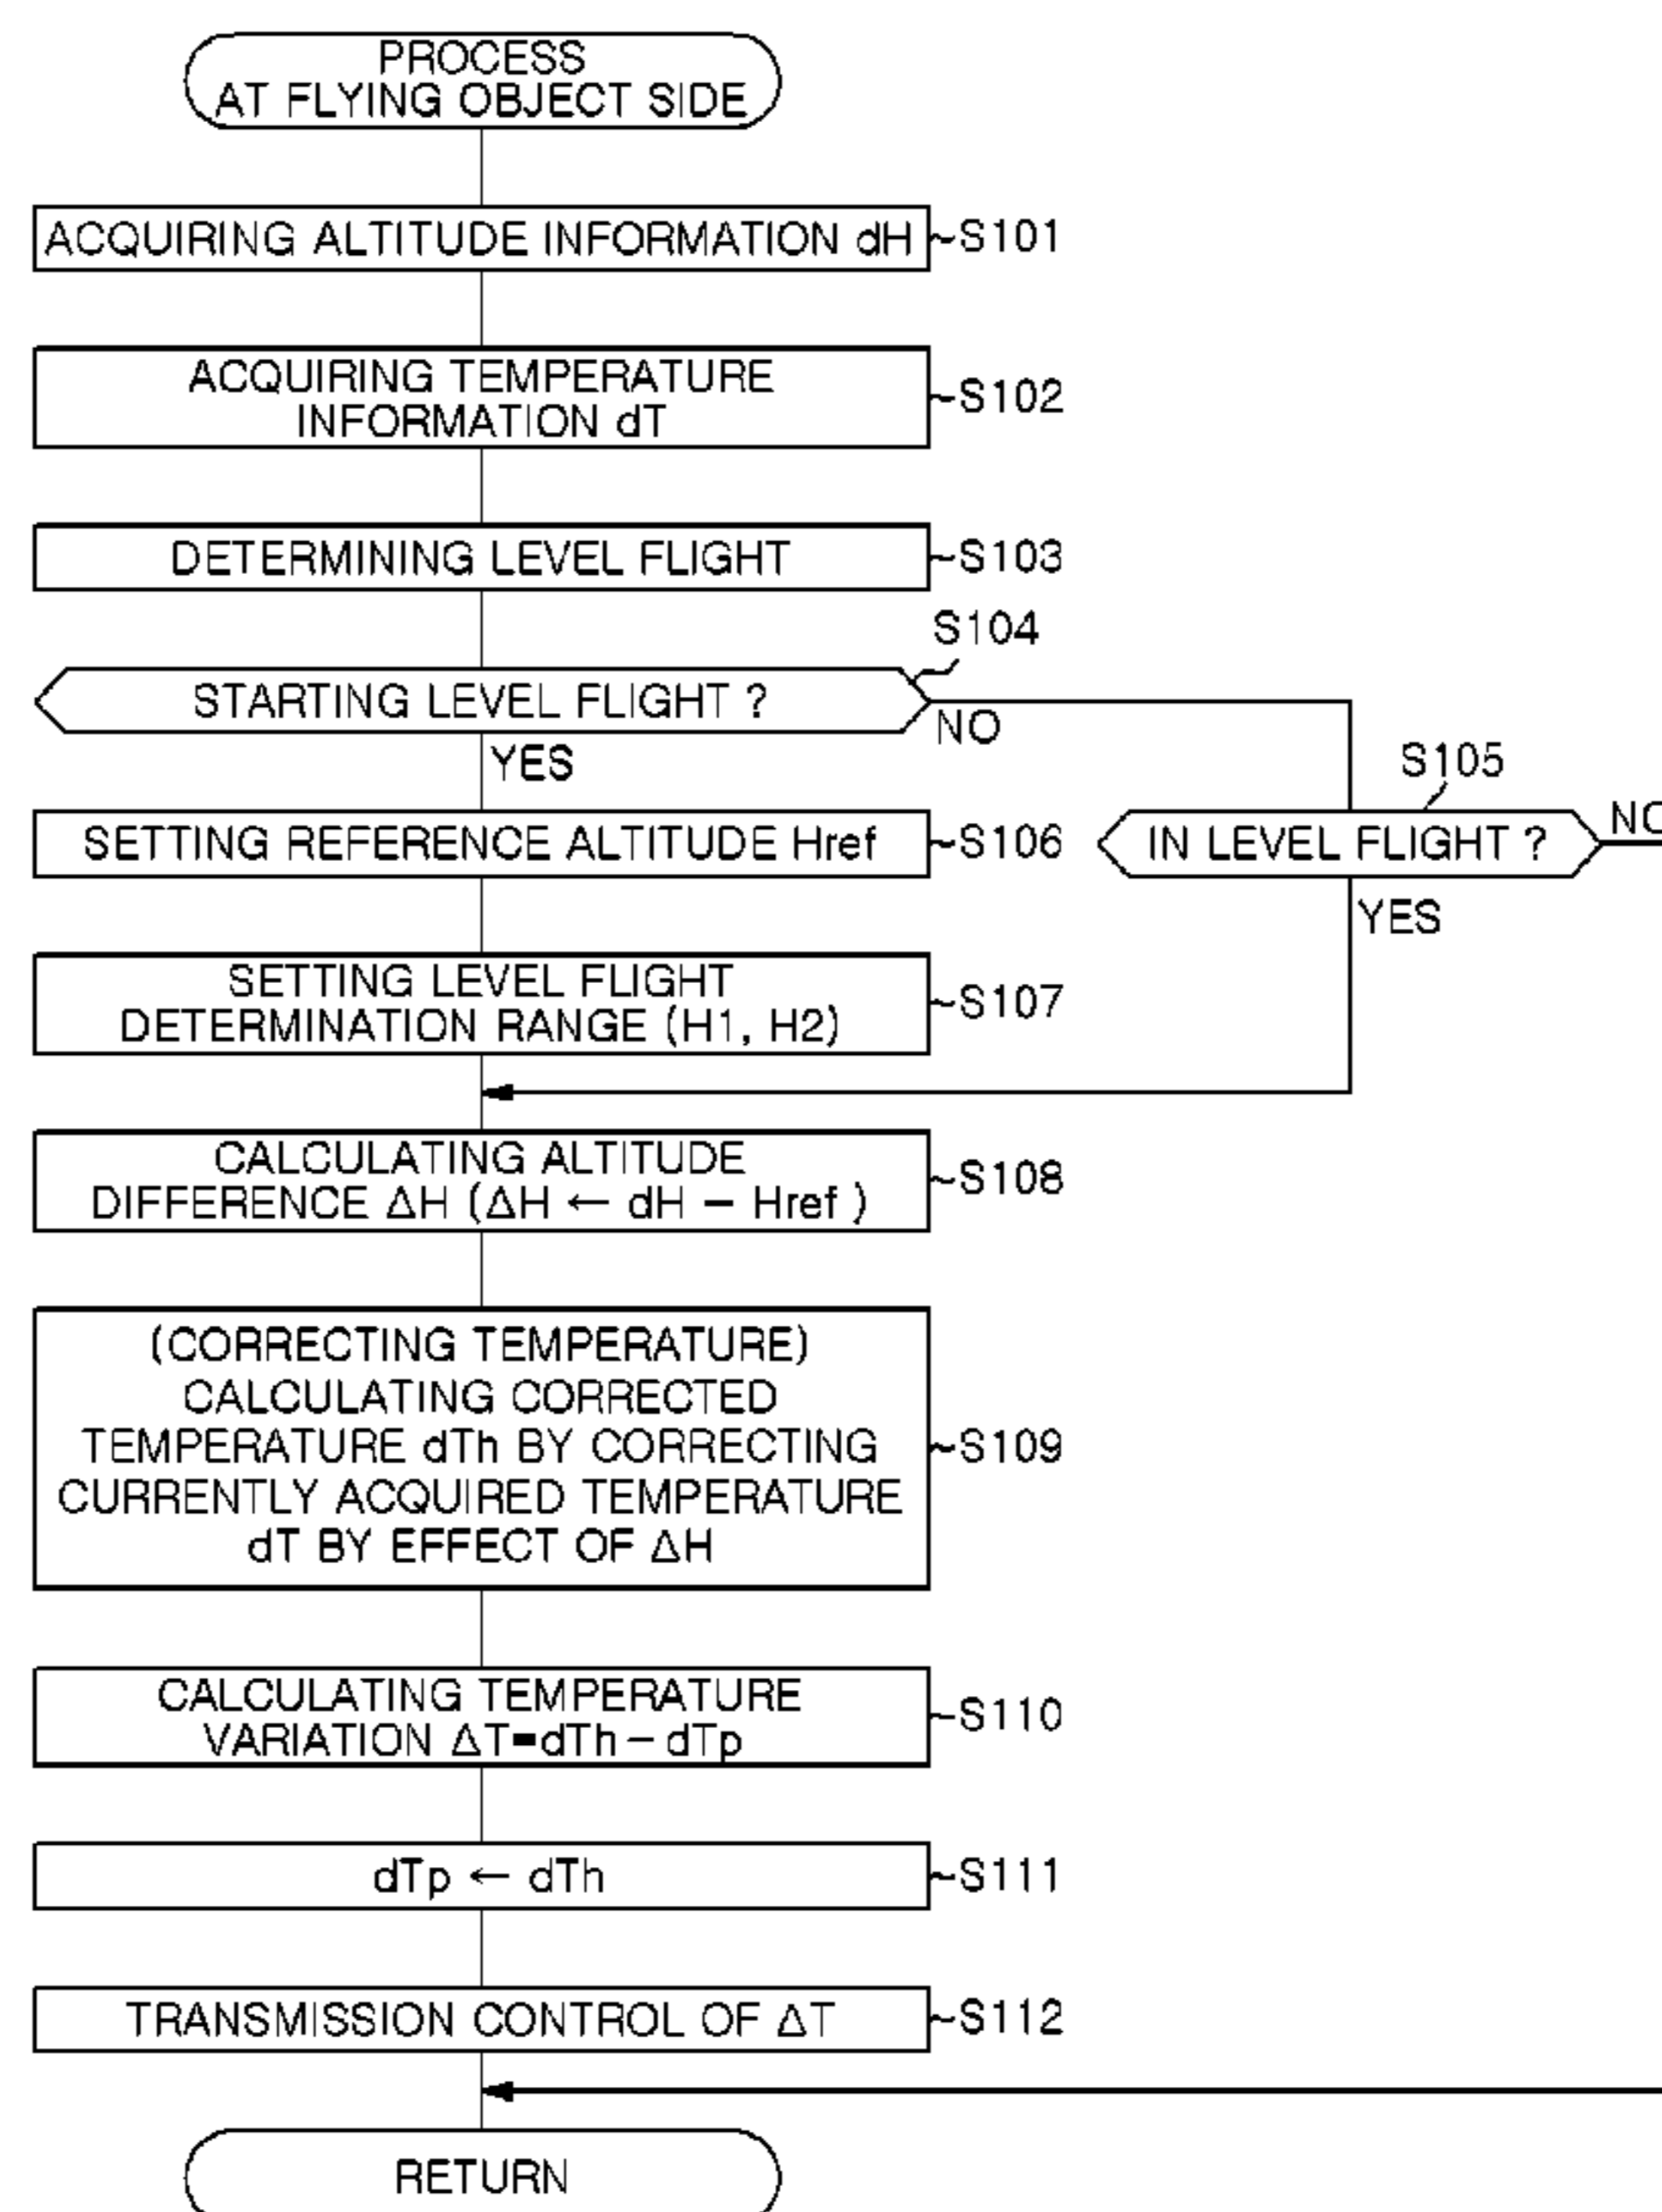 PROCESS
AT FLYING OBJECT SIDE
ACQUIRING ALTITUDE INFORMATION dH
S101
ACQUIRING TEMPERATURE
INFORMATION dT
S102
DETERMINING LEVEL FLIGHT
S103
S104
STARTING LEVEL FLIGHT ?
NO
YES
S105
IN LEVEL FLIGHT ?
NO
YES
SETTING REFERENCE ALTITUDE Href
S106
SETTING LEVEL FLIGHT
DETERMINATION RANGE (H1, H2)
S107
CALCULATING ALTITUDE
DIFFERENCE ΔH (ΔH ← dH − Href )
S108
(CORRECTING TEMPERATURE)
CALCULATING CORRECTED
TEMPERATURE dTh BY CORRECTING
CURRENTLY ACQUIRED TEMPERATURE
dT BY EFFECT OF ΔH
S109
CALCULATING TEMPERATURE
VARIATION ΔT=dTh − dTp
S110
dTp ← dTh
S111
TRANSMISSION CONTROL OF ΔT
S112
RETURN